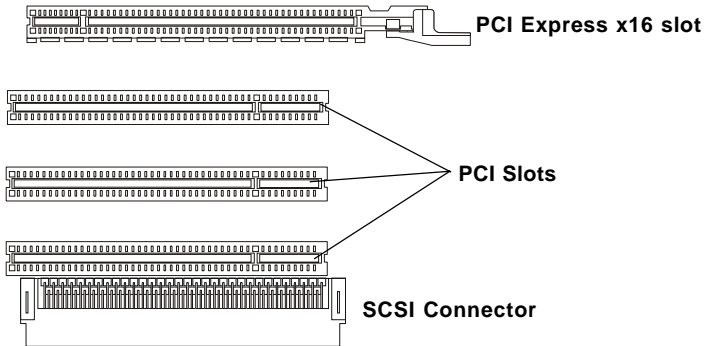 PCI Express x16 slot
PCI Slots
SCSI Connector